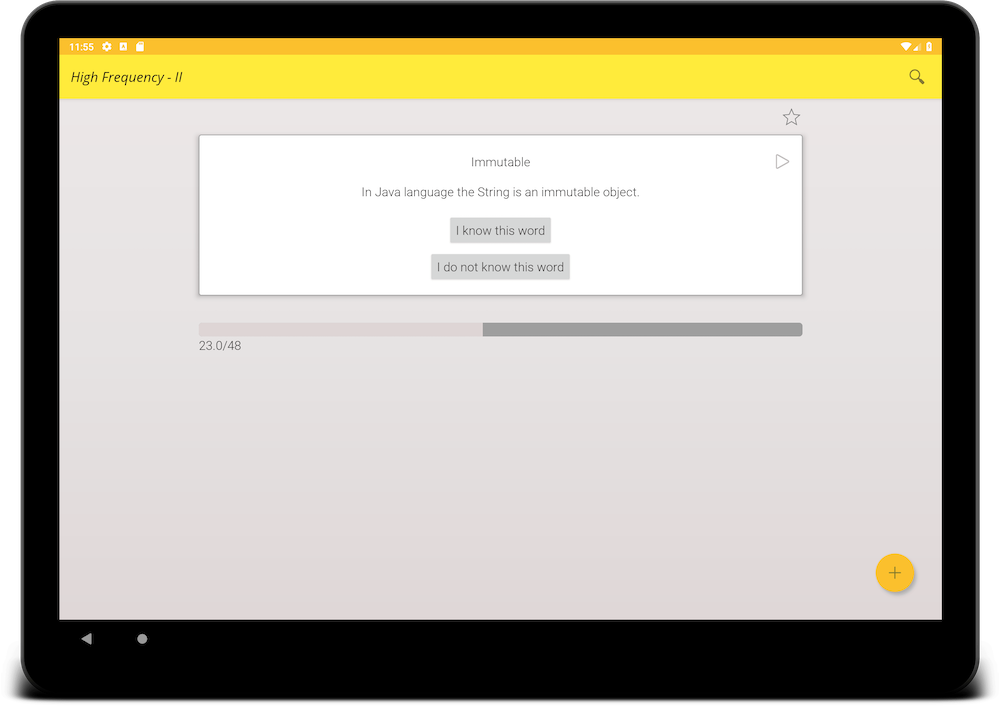 11:55
High Frequency - II
Immutable
In Java language the String is an immutable object.
I know this word
I do not know this word
23.0/48